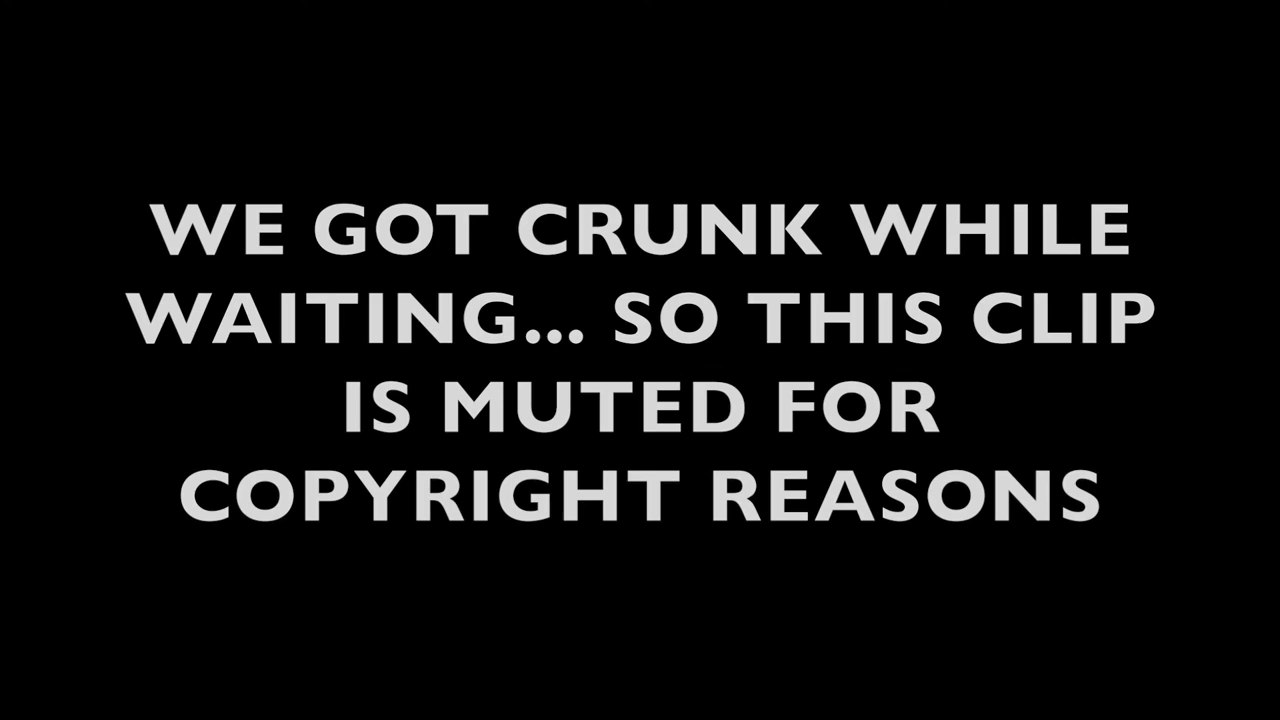 WE GOT CRUNK WHILE
WAITING... SO THIS CLIP
IS MUTED FOR
COPYRIGHT REASONS